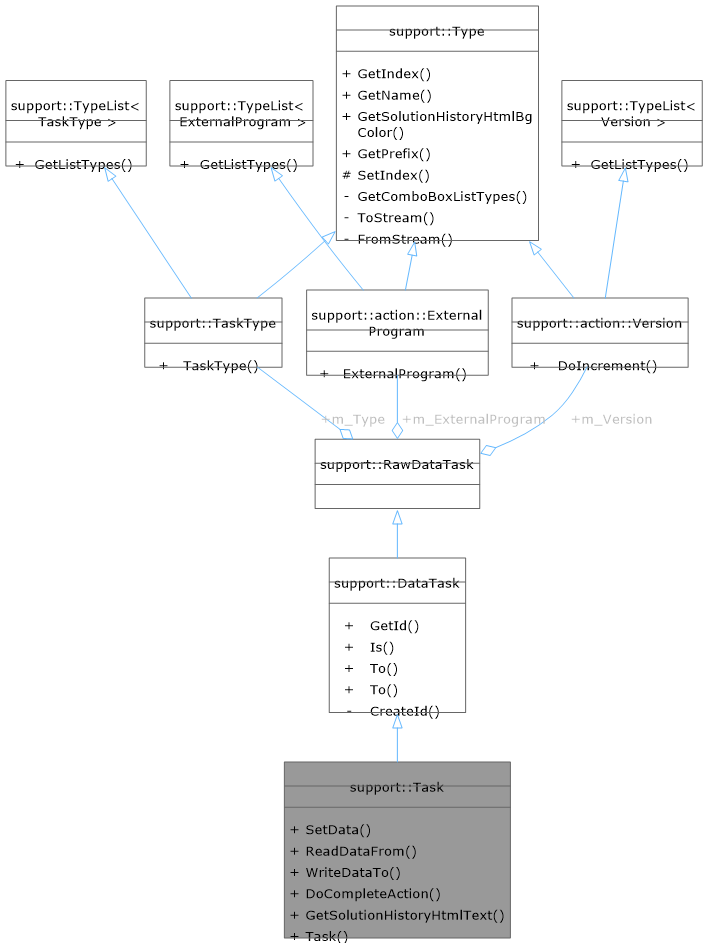 support::Type
+ GetIndex()
+ GetName()
+ GetSolutionHistoryHtmlBg
Color()
+ GetPrefix()
# SetIndex()
- GetComboBoxListTypes()
- ToStream()
- FromStream()
support::TypeList<
TaskType >
+ GetListTypes()
support::TypeList<
ExternalProgram >
+ GetListTypes()
support::TypeList<
Version >
+ GetListTypes()
support::TaskType
+ TaskType()
support::action::External
Program
+ ExternalProgram()
support::action::Version
+ DoIncrement()
+m_Type
+m_ExternalProgram
+m_Version
support::RawDataTask
support::DataTask
+ GetId()
+ Is()
+ To()
+ To()
- CreateId()
support::Task
+ SetData()
+ ReadDataFrom()
+ WriteDataTo()
+ DoCompleteAction()
+ GetSolutionHistoryHtmlText()
+ Task()